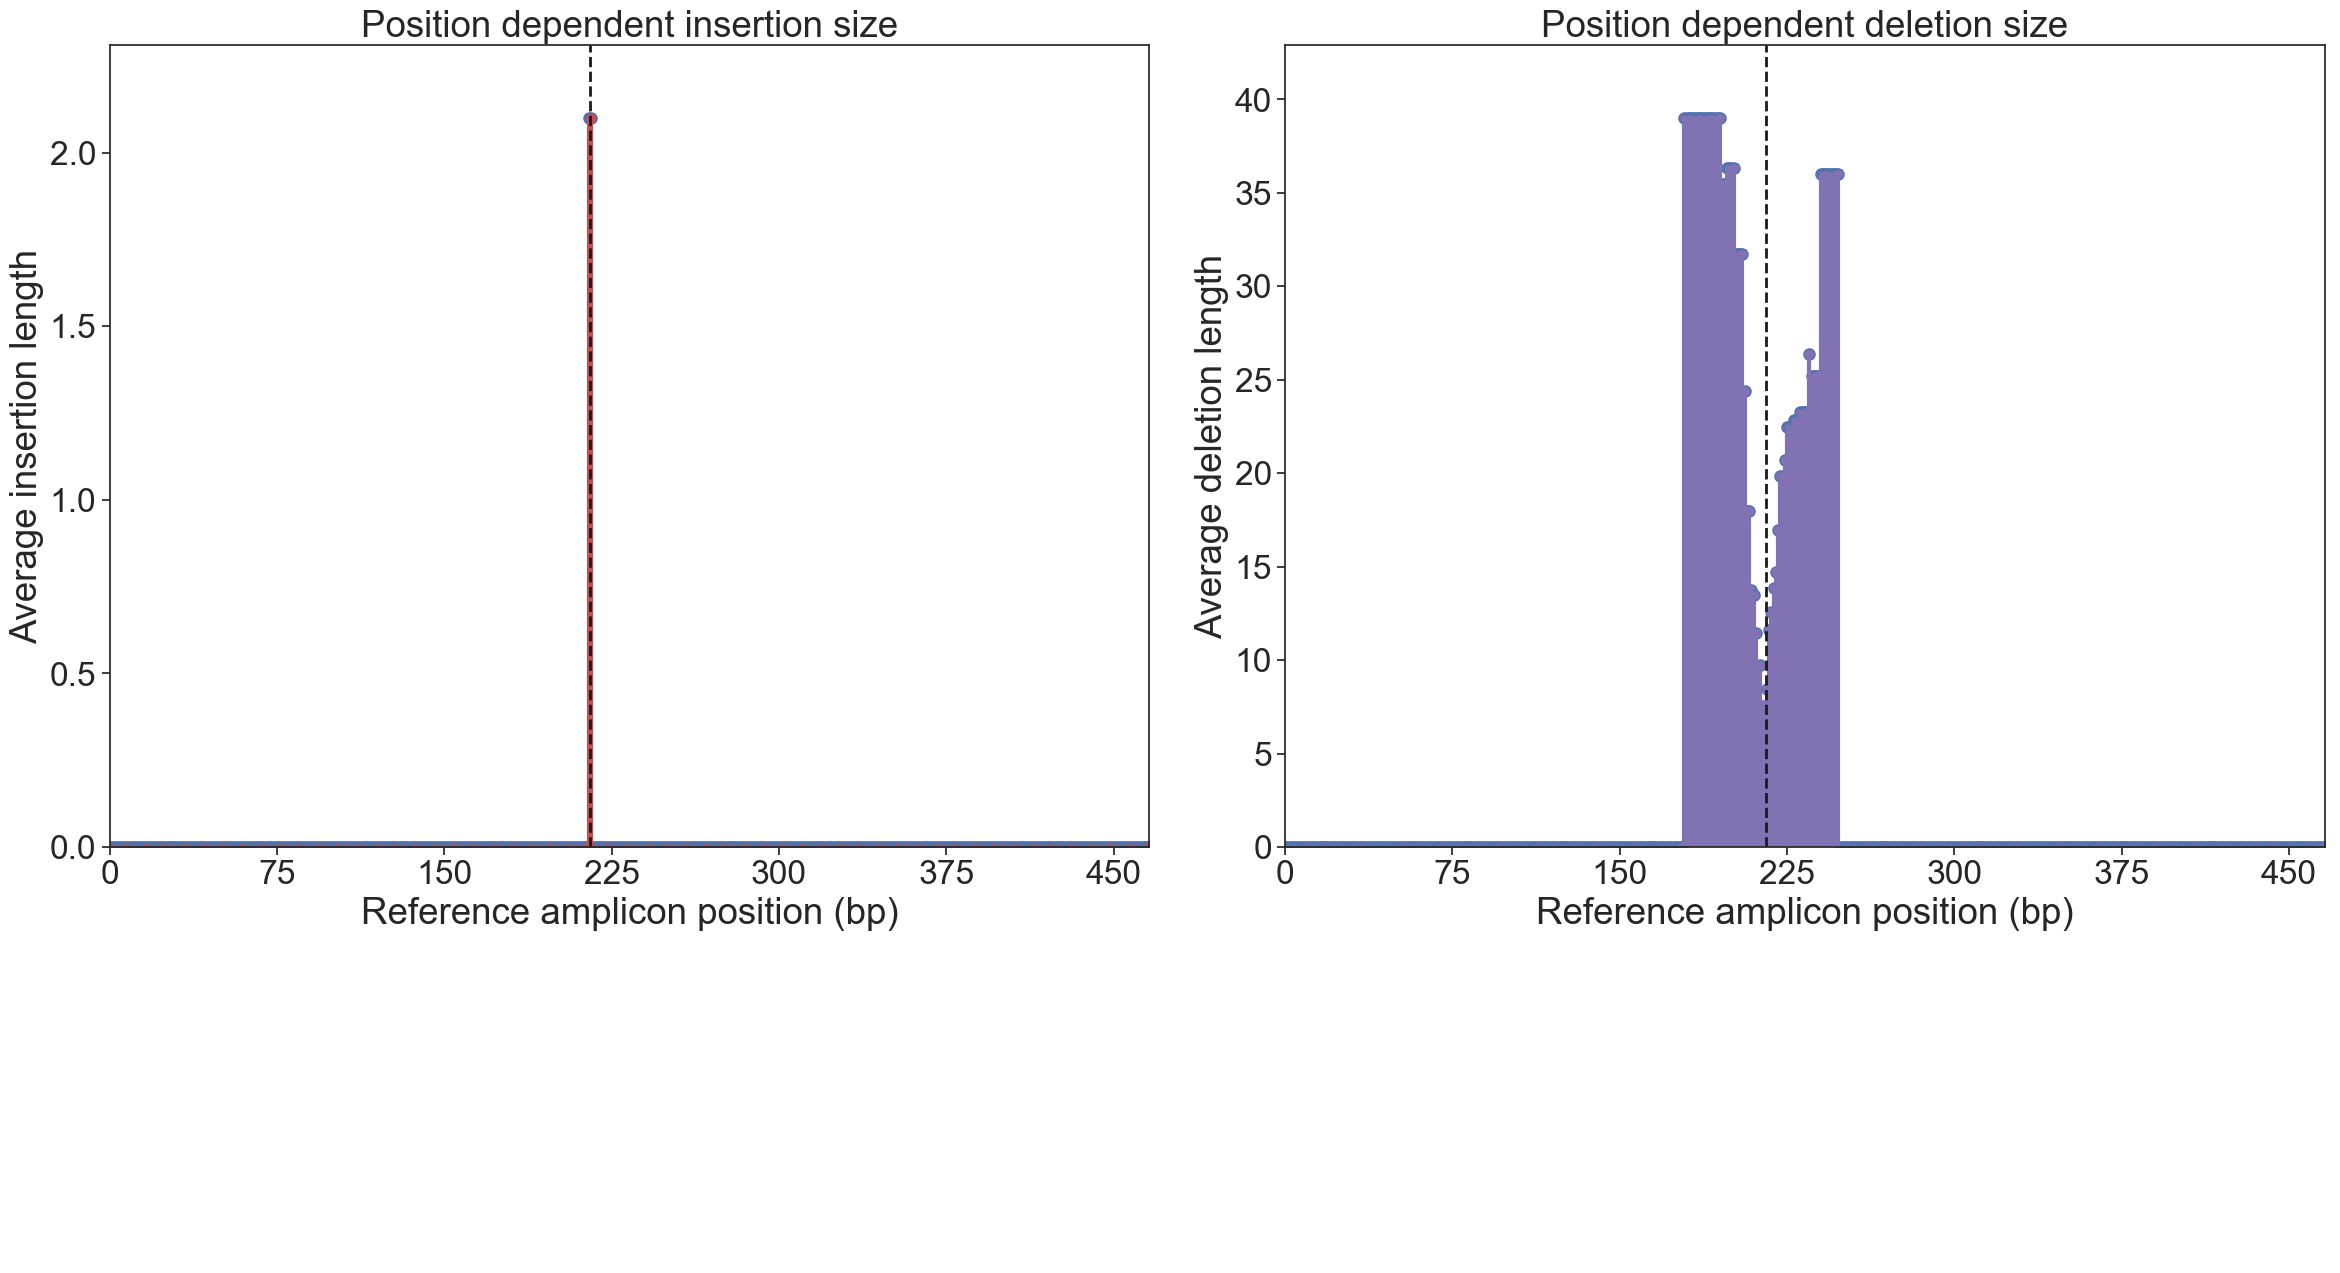 Position dependent insertion size
Average insertion length
2.0
1.5
1.0
0.5
0.0
0 75 150 225 300 375 450
Reference amplicon position (bp)
Position dependent deletion size
Average deletion length
40
35
30
25
20
15
10
5
0
0 75 150 225 300 375 450
Reference amplicon position (bp)